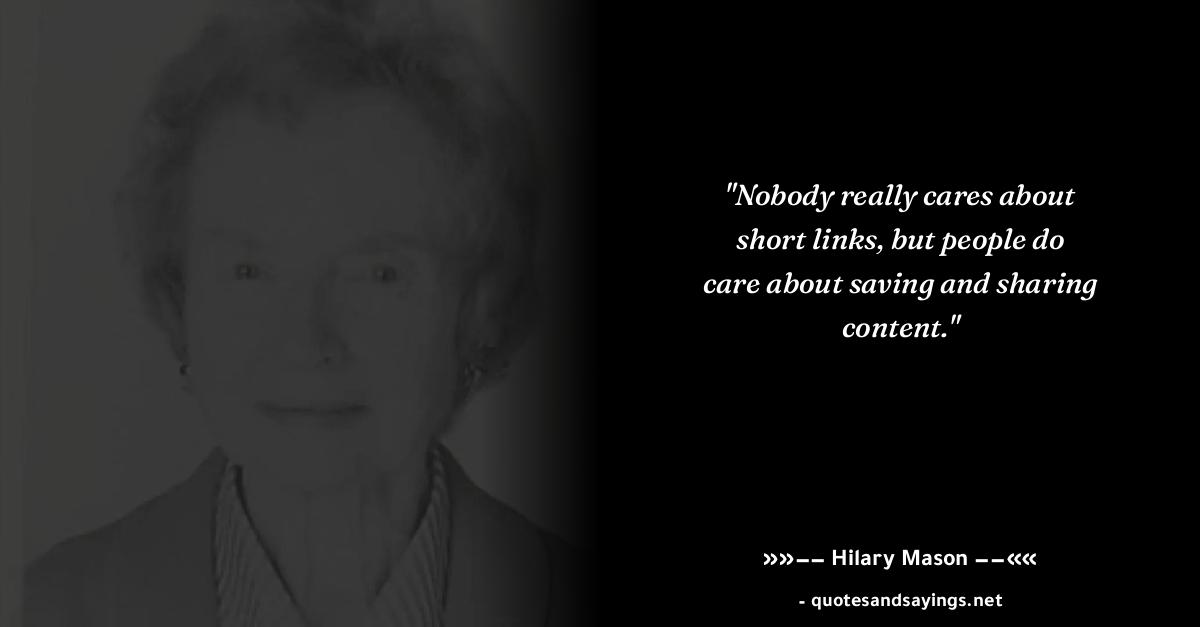 "Nobody really cares about
short links, but people do
care about saving and sharing
content."
»»−− Hilary Mason −−««
- quotesandsayings.net